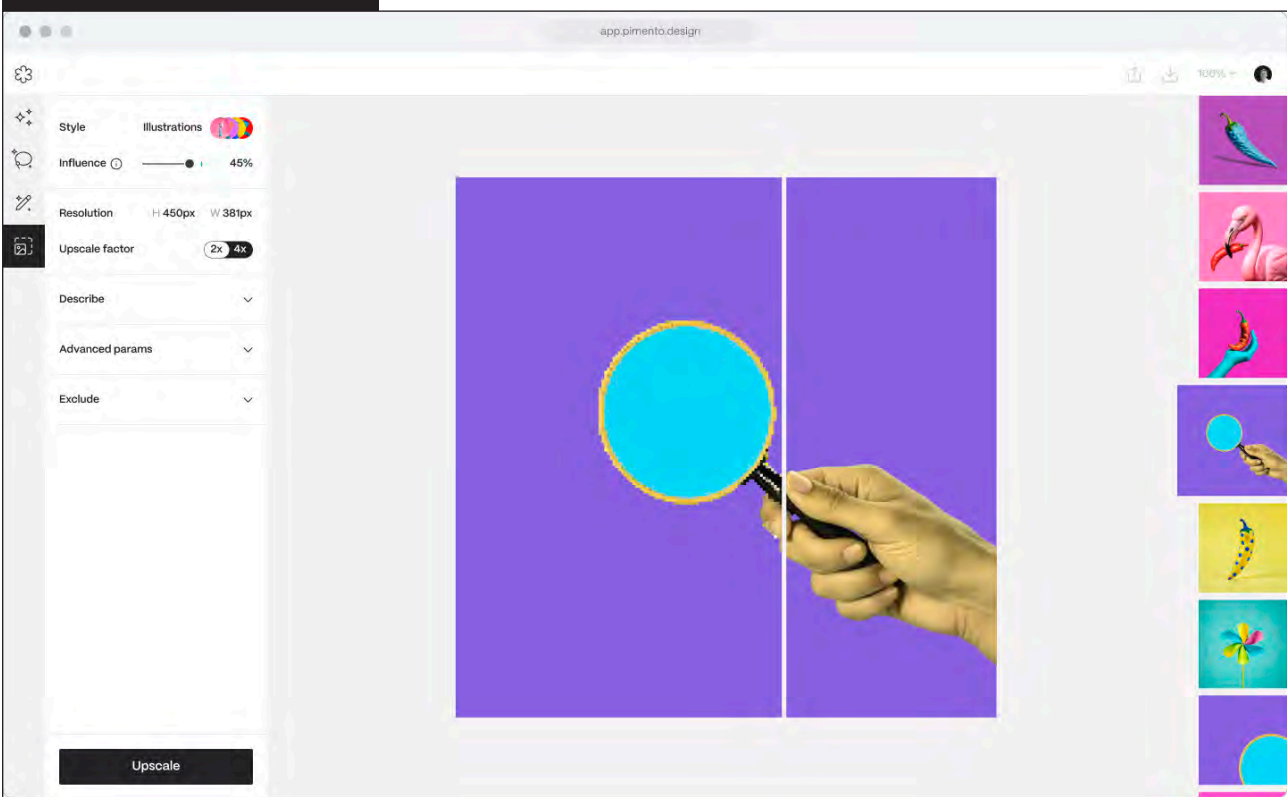 app.pimento.design
100%
Style Illustrations
Influence 45%
Resolution H 450px W 381px
Upscale factor 2x 4x
Describe
Advanced params
Exclude
Upscale